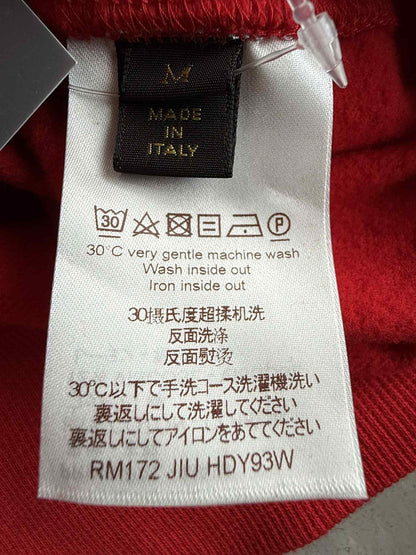 M
MADE
IN
ITALY
30
P
30°C very gentle machine wash
Wash inside out
Iron inside out
30摄氏度超揉机洗
反面洗涤
反面熨烫
30℃以下で手洗コース洗濯機洗い
裏返しにして洗濯してください
裏返しにしてアイロンをあててください
RM172 JIU HDY93W